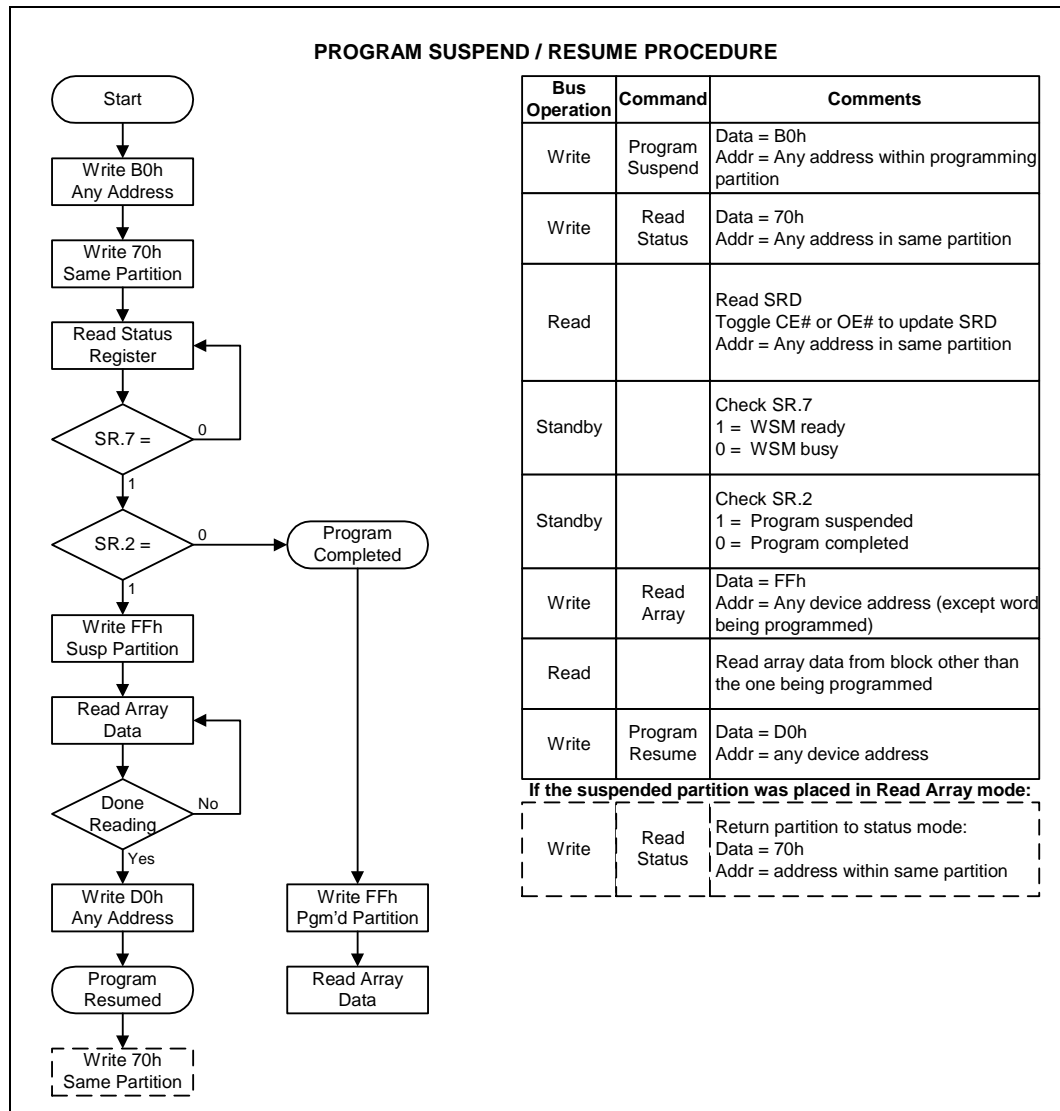 PROGRAM SUSPEND / RESUME PROCEDURE
Start
Write B0h
Any Address
Write 70h
Same Partition
Read Status
Register
SR.7 =
0
1
SR.2 =
0
1
Program
Completed
Write FFh
Susp Partition
Read Array
Data
Done
Reading
No
Yes
Write D0h
Any Address
Program
Resumed
Write 70h
Same Partition
Write FFh
Pgm'd Partition
Read Array
Data
Bus
Operation
Command
Comments
Write
Program
Suspend
Data = B0h
Addr = Any address within programming
partition
Write
Read
Status
Data = 70h
Addr = Any address in same partition
Read
Read SRD
Toggle CE# or OE# to update SRD
Addr = Any address in same partition
Standby
Check SR.7
1 = WSM ready
0 = WSM busy
Standby
Check SR.2
1 = Program suspended
0 = Program completed
Write
Read
Array
Data = FFh
Addr = Any device address (except word
being programmed)
Read
Read array data from block other than
the one being programmed
Write
Program
Resume
Data = D0h
Addr = any device address
If the suspended partition was placed in Read Array mode:
Write
Read
Status
Return partition to status mode:
Data = 70h
Addr = address within same partition